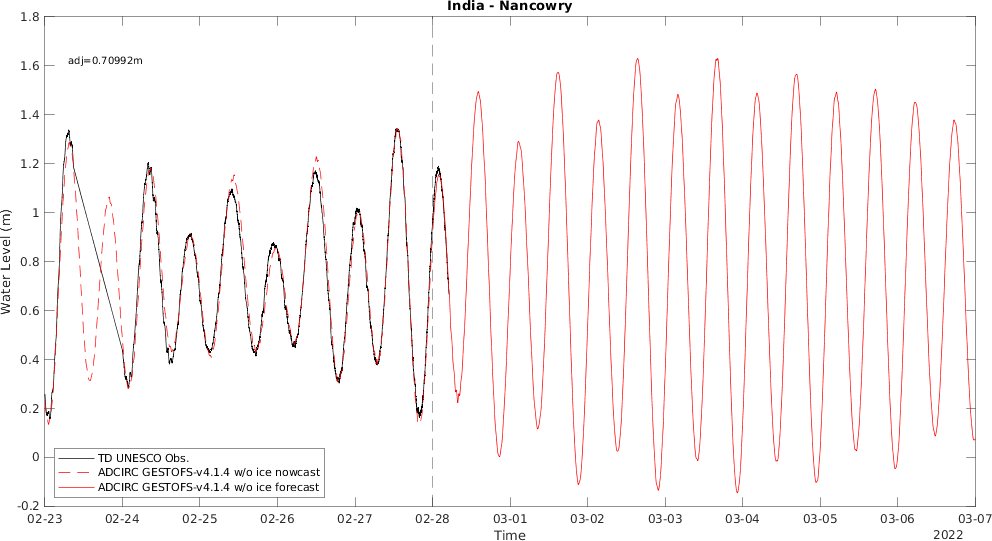 India - Nancowry
1.8
1.6
1.4
1.2
1
0.8
0.6
0.4
0.2
0
-0.2
Water Level (m)
adj=0.70992m
TD UNESCO Obs.
ADCIRC GESTOFS-v4.1.4 w/o ice nowcast
ADCIRC GESTOFS-v4.1.4 w/o ice forecast
02-23 02-24 02-25 02-26 02-27 02-28 03-01 03-02 03-03 03-04 03-05 03-06 03-07
Time
2022